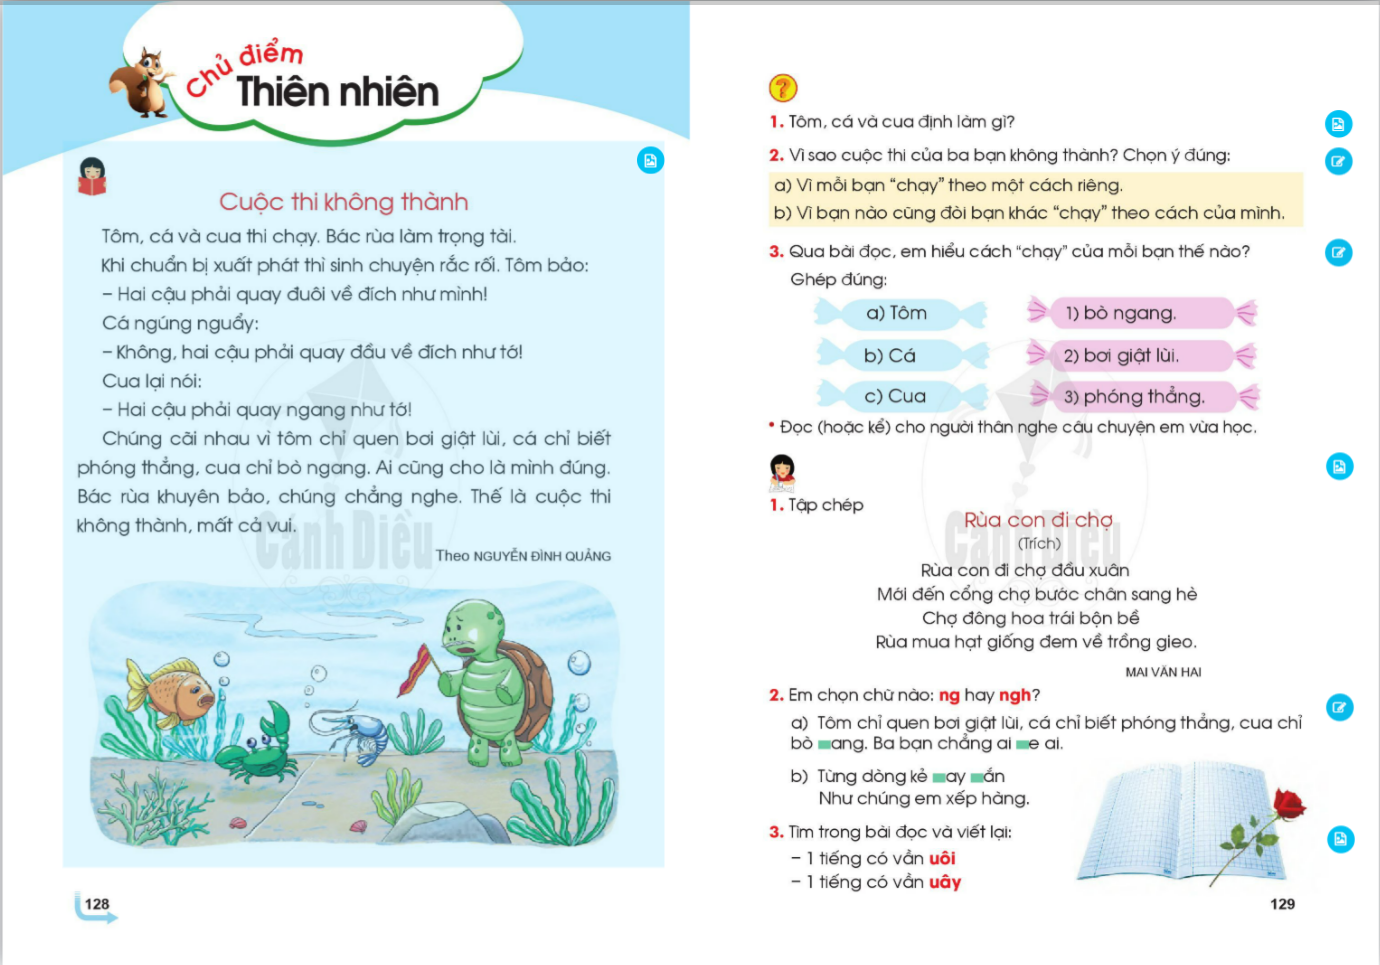 Chủ điểm
Thiên nhiên
Cuộc thi không thành
Tôm, cá và cua thi chạy. Bác rùa làm trọng tài.
Khi chuẩn bị xuất phát thì sinh chuyện rắc rối. Tôm bảo:
– Hai cậu phải quay đuôi về đích như mình!
Cá ngúng nguẩy:
– Không, hai cậu phải quay đầu về đích như tớ!
Cua lại nói:
– Hai cậu phải quay ngang như tớ!
Chúng cãi nhau vì tôm chỉ quen bơi giật lùi, cá chỉ biết
phóng thẳng, cua chỉ bò ngang. Ai cũng cho là mình đúng.
Bác rùa khuyên bảo, chúng chẳng nghe. Thế là cuộc thi
không thành, mất cả vui.
Theo NGUYỄN ĐÌNH QUẢNG
Cánh Diều
128
?
1. Tôm, cá và cua định làm gì?
2. Vì sao cuộc thi của ba bạn không thành? Chọn ý đúng:
a) Vì mỗi bạn “chạy” theo một cách riêng.
b) Vì bạn nào cũng đòi bạn khác “chạy” theo cách của mình.
3. Qua bài đọc, em hiểu cách “chạy” của mỗi bạn thế nào?
Ghép đúng:
a) Tôm 1) bò ngang.
b) Cá 2) bơi giật lùi.
c) Cua 3) phóng thẳng.
• Đọc (hoặc kể) cho người thân nghe câu chuyện em vừa học.
1. Tập chép
Rùa con đi chợ
(Trích)
Cánh Diều
Rùa con đi chợ đầu xuân
Mới đến cổng chợ bước chân sang hè
Chợ đông hoa trái bộn bề
Rùa mua hạt giống đem về trồng gieo.
MAI VĂN HAI
2. Em chọn chữ nào: ng hay ngh?
a) Tôm chỉ quen bơi giật lùi, cá chỉ biết phóng thẳng, cua chỉ
bò ang. Ba bạn chẳng ai e ai.
b) Từng dòng kẻ ay ắn
Như chúng em xếp hàng.
3. Tìm trong bài đọc và viết lại:
– 1 tiếng có vần uôi
– 1 tiếng có vần uây
129